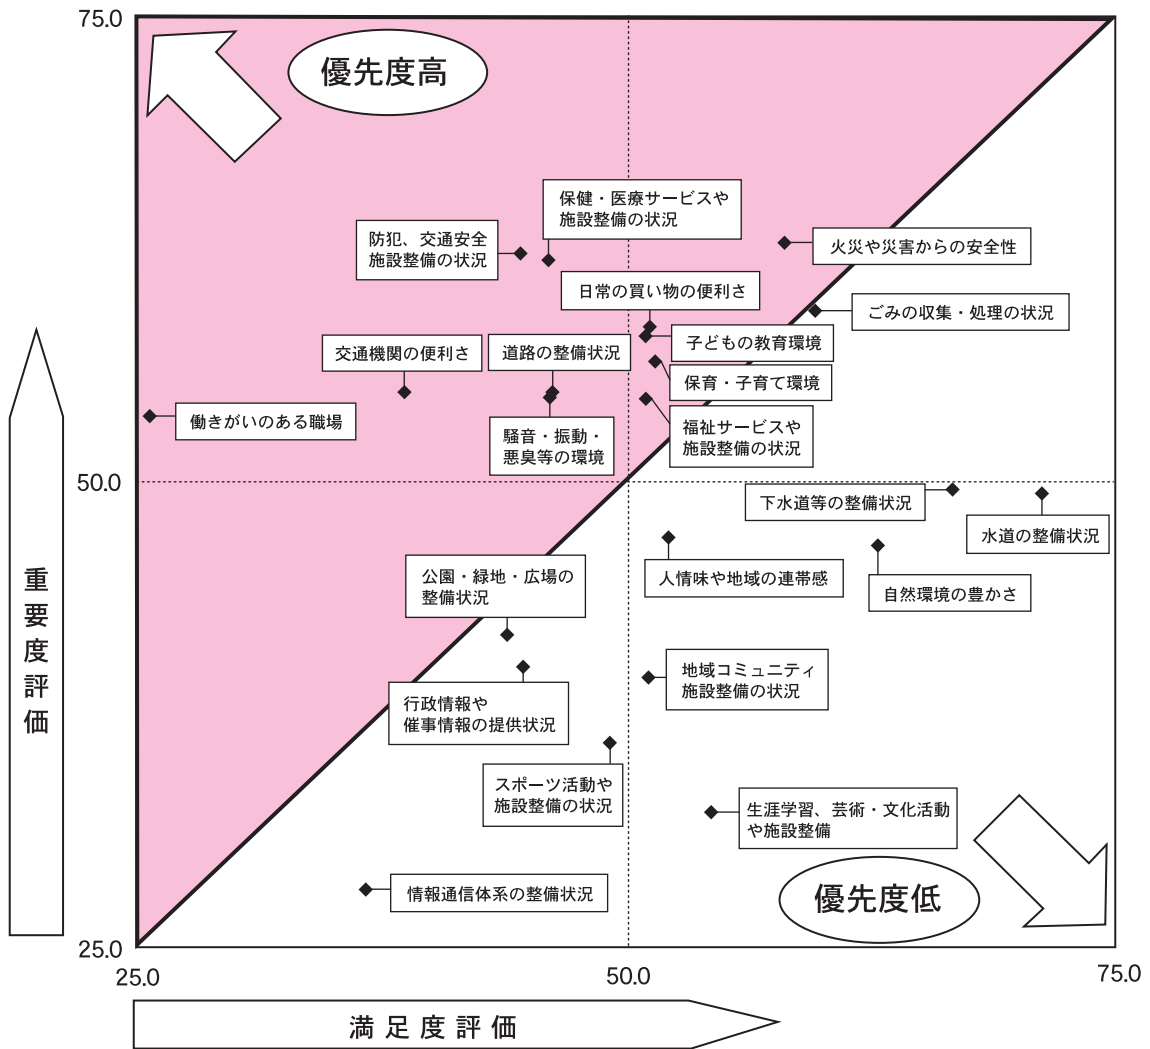 75.0
優先度高
保健・医療サービスや
施設整備の状況
防犯、交通安全
施設整備の状況
火災や災害からの安全性
日常の買い物の便利さ
ごみの収集・処理の状況
子どもの教育環境
交通機関の便利さ
道路の整備状況
保育・子育て環境
働きがいのある職場
福祉サービスや
施設整備の状況
騒音・振動・
悪臭等の環境
50.0
下水道等の整備状況
水道の整備状況
人情味や地域の連帯感
自然環境の豊かさ
公園・緑地・広場の
整備状況
重要度評価
地域コミュニティ
施設整備の状況
行政情報や
催事情報の提供状況
スポーツ活動や
施設整備の状況
生涯学習、芸術・文化活動
や施設整備
情報通信体系の整備状況
優先度低
25.0
25.0
50.0
75.0
満足度評価